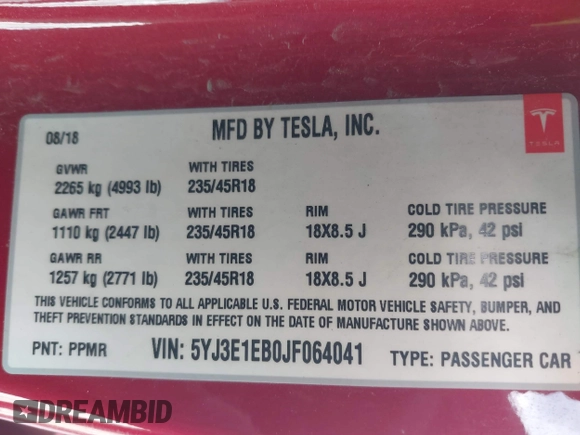 08/18
MFD BY TESLA, INC.
TESLA
GVWR WITH TIRES
2265 kg (4993 lb) 235/45R18
GAWR FRT WITH TIRES RIM COLD TIRE PRESSURE
1110 kg (2447 lb) 235/45R18 18X8.5 J 290 kPa, 42 psi
GAWR RR WITH TIRES RIM COLD TIRE PRESSURE
1257 kg (2771 lb) 235/45R18 18X8.5 J 290 kPa, 42 psi
THIS VEHICLE CONFORMS TO ALL APPLICABLE U.S. FEDERAL MOTOR VEHICLE SAFETY, BUMPER, AND
THEFT PREVENTION STANDARDS IN EFFECT ON THE DATE OF MANUFACTURE SHOWN ABOVE.
PNT: PPMR VIN: 5YJ3E1EB0JF064041 TYPE: PASSENGER CAR
DREAMBID